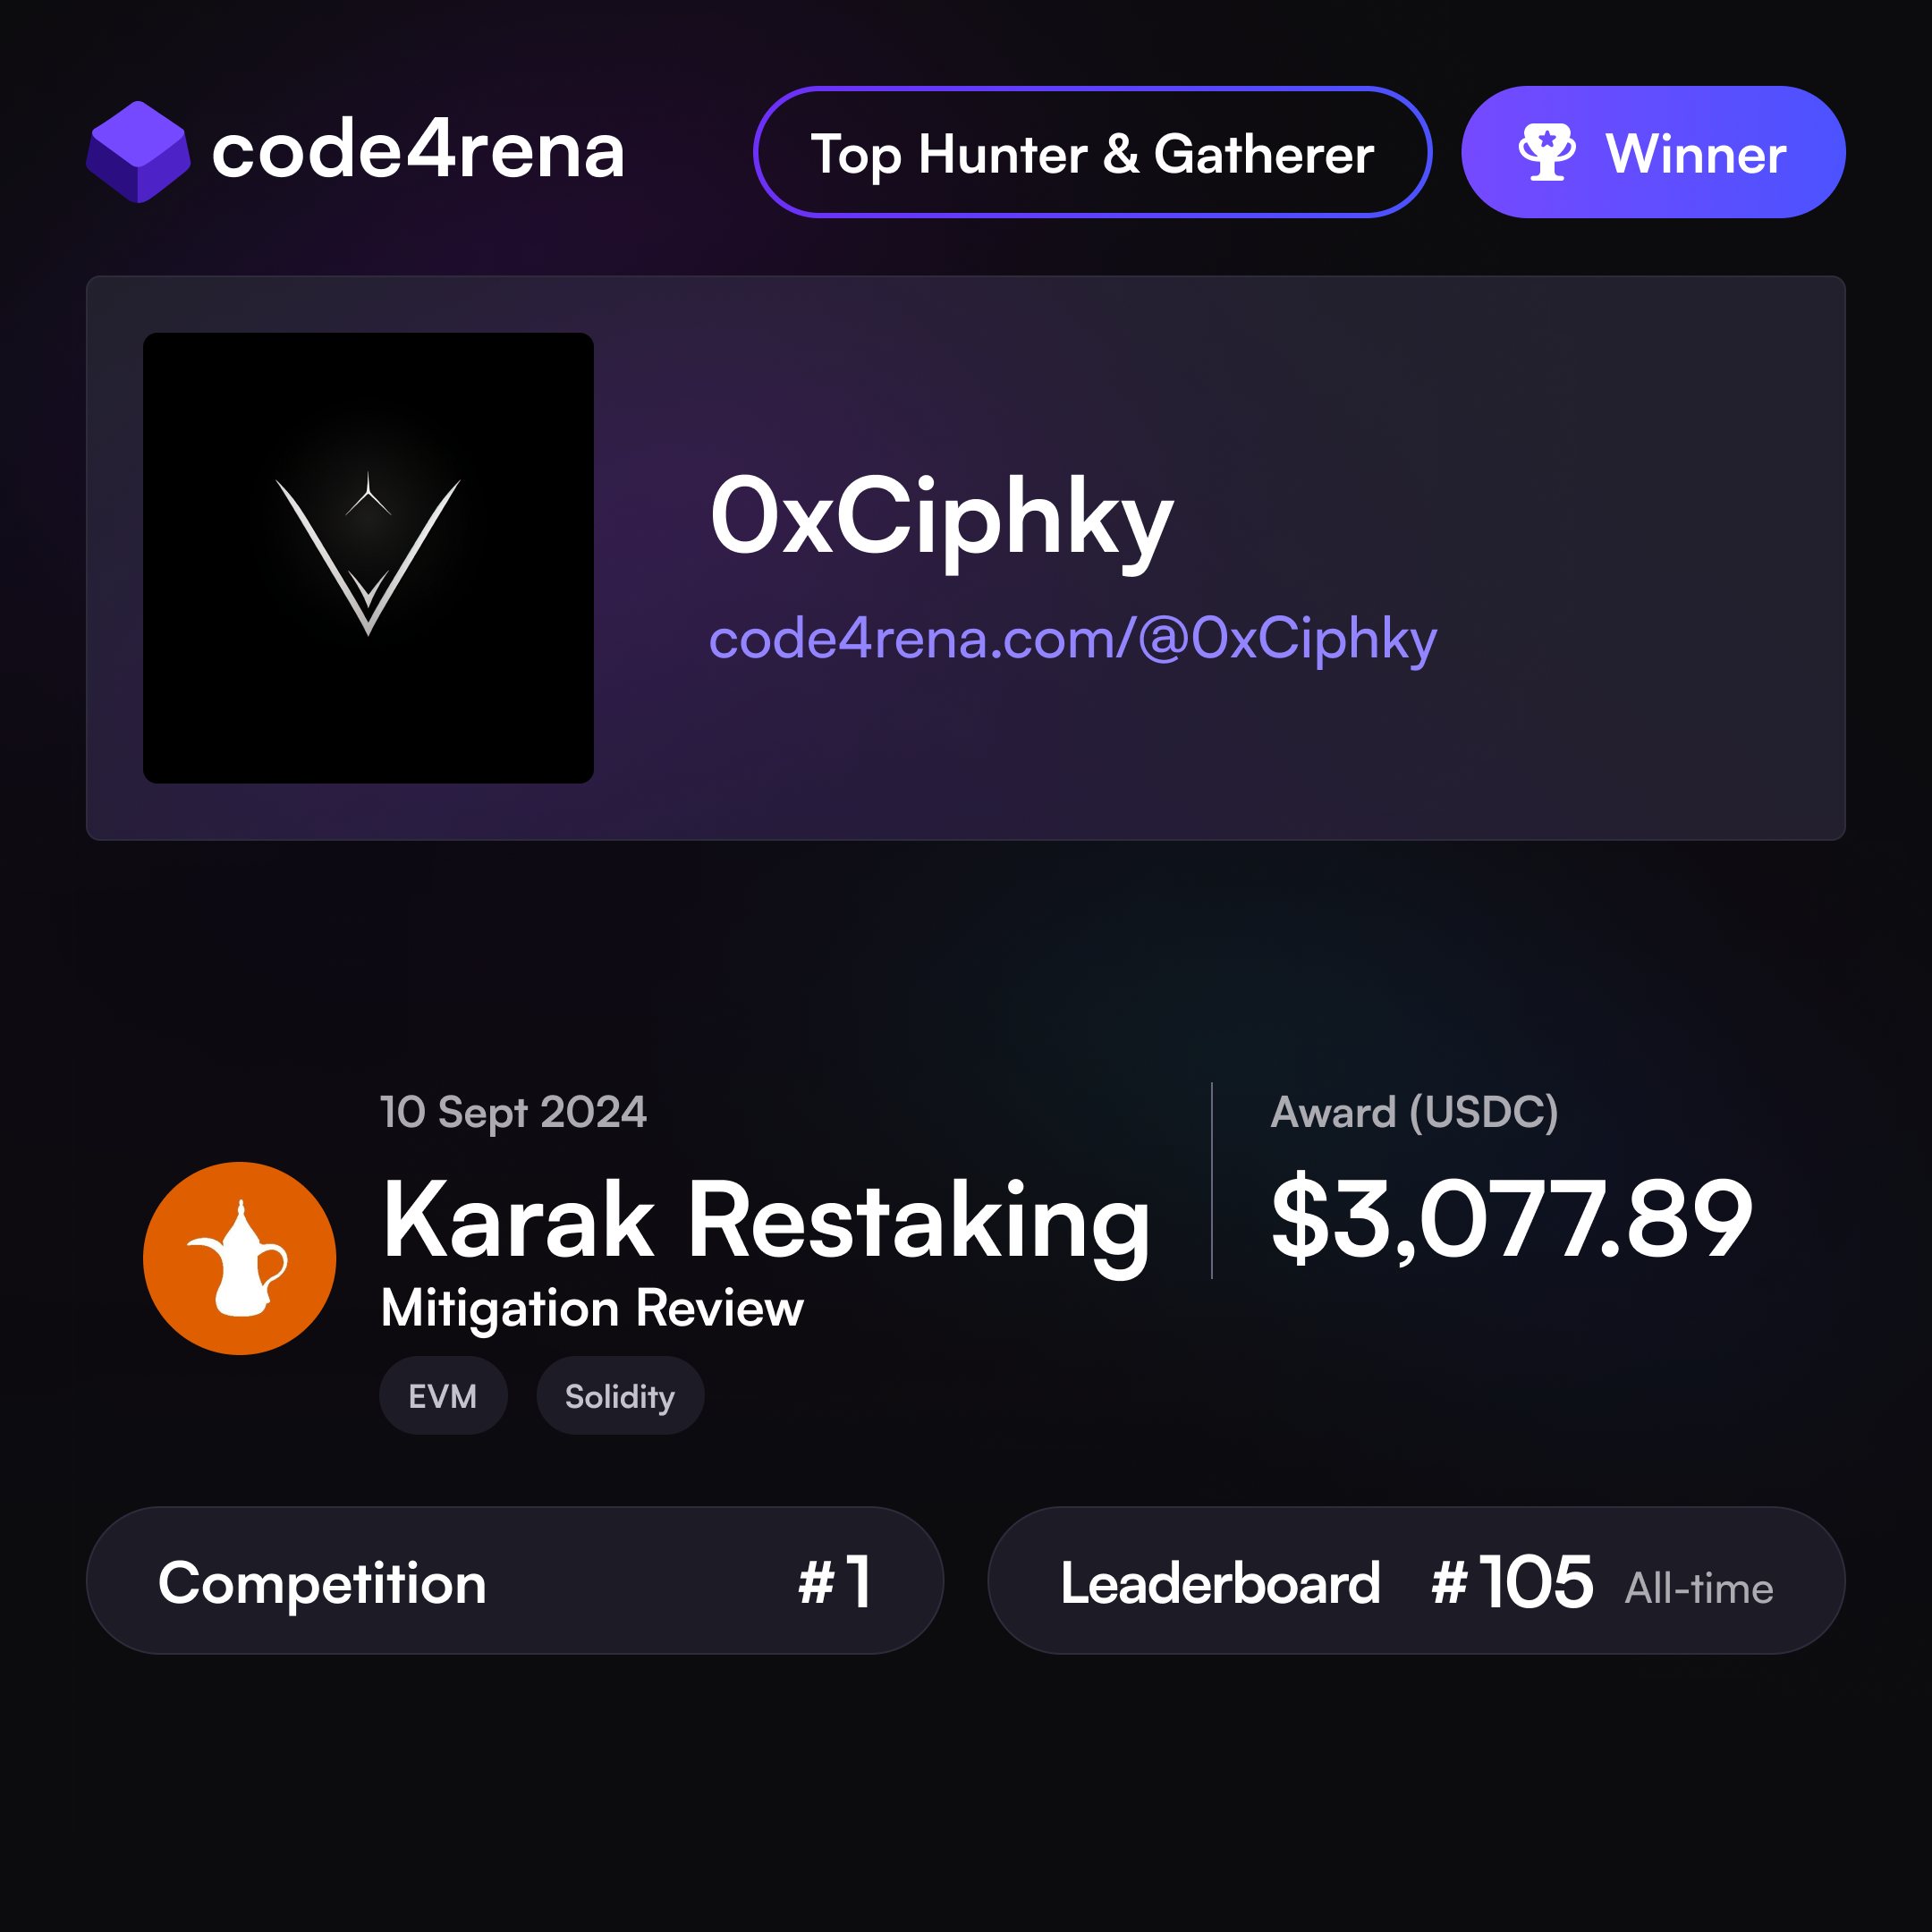 code4rena
Top Hunter & Gatherer
Winner
0xCiphky
code4rena.com/@0xCiphky
10 Sept 2024
Karak Restaking
Mitigation Review
EVM
Solidity
Award (USDC)
$3,077.89
Competition #1
Leaderboard #105 All-time